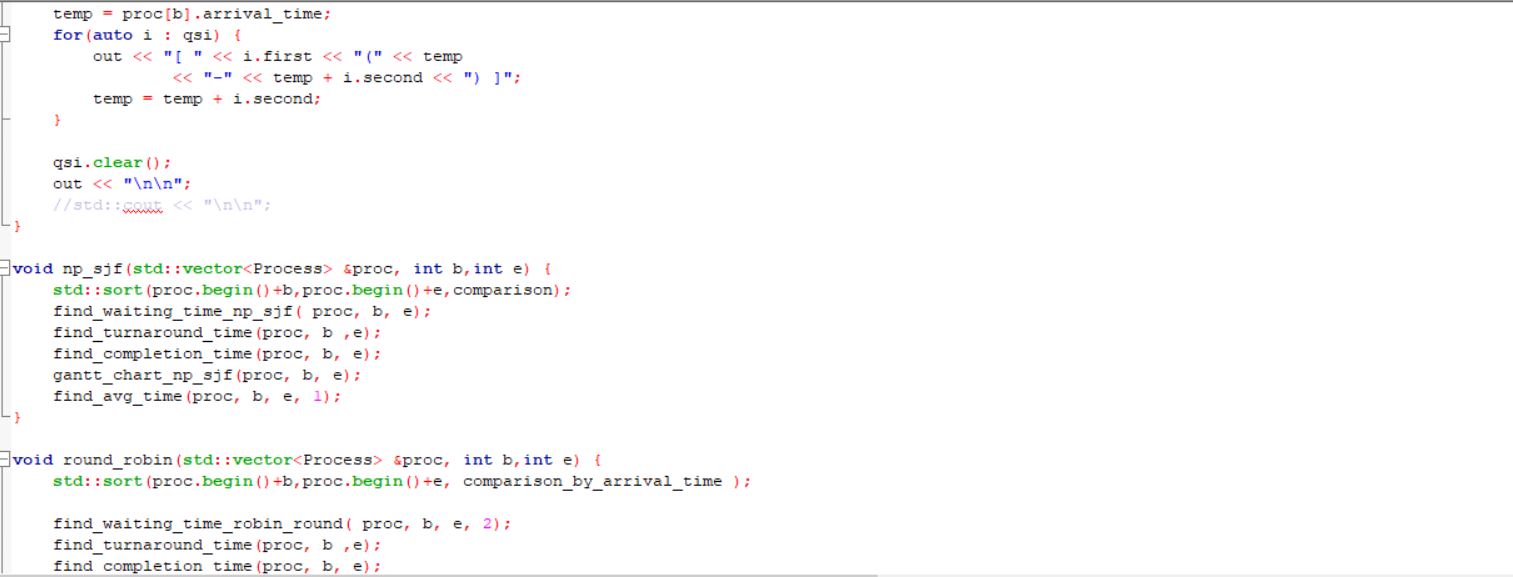 temp = proc[b].arrival_time;
for(auto i : qsi) {
out << "[ " << i.first << "(" << temp
<< "-" << temp + i.second << ") ]";
temp = temp + i.second;
}
qsi.clear();
out << "\n\n";
//std::cout << "\n\n";
}
void np_sjf(std::vector<Process> &proc, int b,int e) {
std::sort(proc.begin()+b,proc.begin()+e,comparison);
find_waiting_time_np_sjf( proc, b, e);
find_turnaround_time(proc, b ,e);
find_completion_time(proc, b, e);
gantt_chart_np_sjf(proc, b, e);
find_avg_time(proc, b, e, 1);
}
void round_robin(std::vector<Process> &proc, int b,int e) {
std::sort(proc.begin()+b,proc.begin()+e, comparison_by_arrival_time );
find_waiting_time_robin_round( proc, b, e, 2);
find_turnaround_time(proc, b ,e);
find_completion_time(proc, b, e);